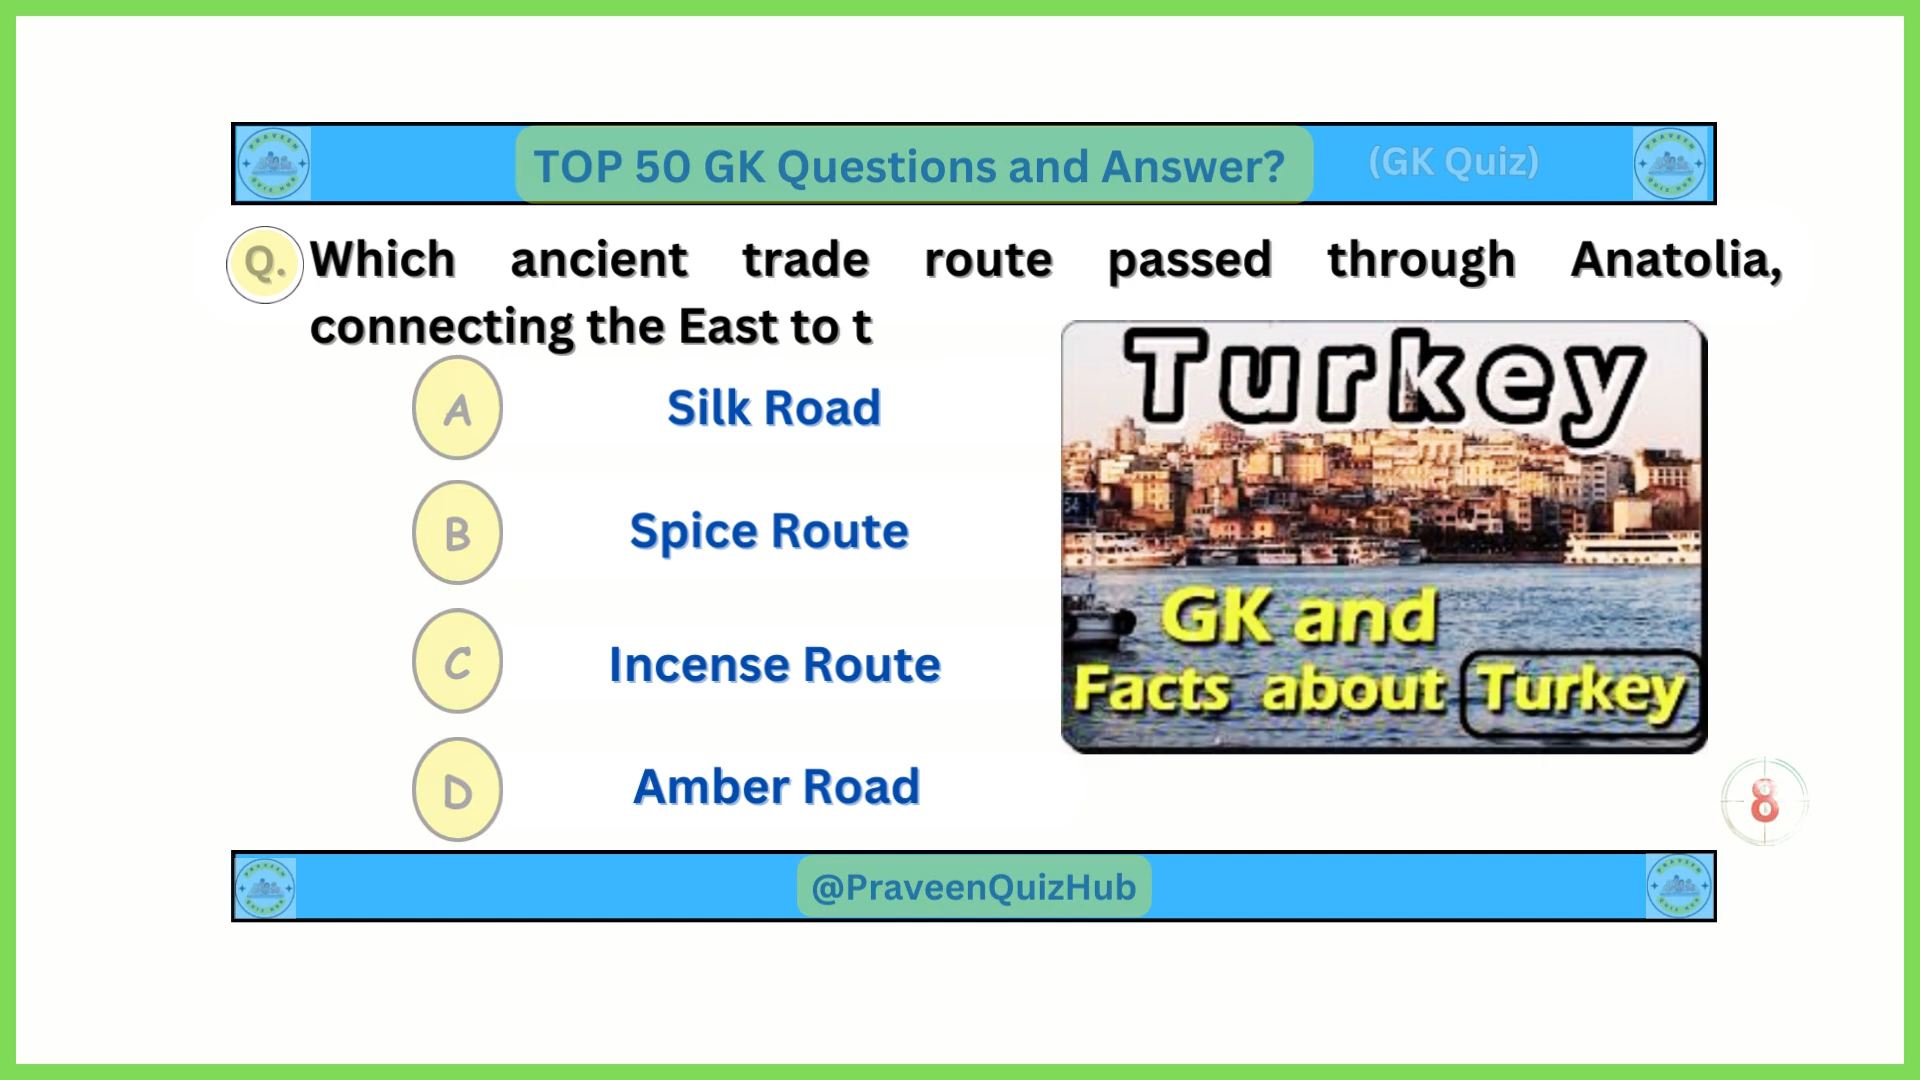 TOP 50 GK Questions and Answer?
(GK Quiz)
Q. Which ancient trade route passed through Anatolia,
connecting the East to t
A Silk Road
B Spice Route
C Incense Route
D Amber Road
Turkey
GK and
Facts about Turkey
8
@PraveenQuizHub